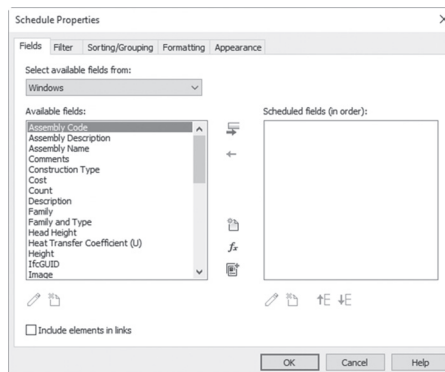 Schedule Properties
Fields Filter Sorting/Grouping Formatting Appearance
Select available fields from:
Windows
Available fields:
Scheduled fields (in order):
Assembly Code
Assembly Description
Assembly Name
Comments
Construction Type
Cost
Count
Description
Family
Family and Type
Head Height
Heat Transfer Coefficient (U)
Height
IfcGUID
Image
fx
Include elements in links
OK Cancel Help